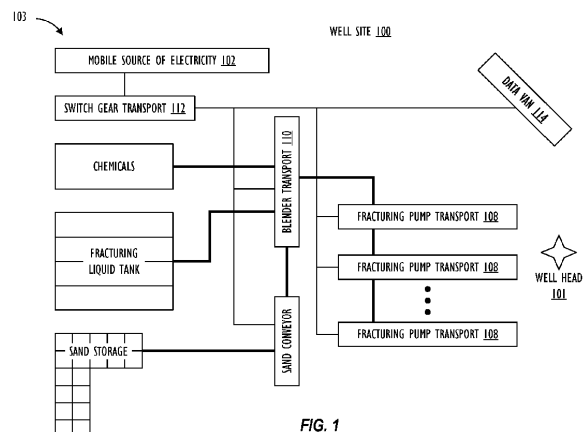 103
WELL SITE 100
MOBILE SOURCE OF ELECTRICITY 102
SWITCH GEAR TRANSPORT 112
DATA VAN 114
CHEMICALS
BLENDER TRANSPORT 110
FRACTURING PUMP TRANSPORT 108
FRACTURING
LIQUID TANK
FRACTURING PUMP TRANSPORT 108
WELL HEAD
101
SAND CONVEYOR
FRACTURING PUMP TRANSPORT 108
SAND STORAGE
FIG. 1